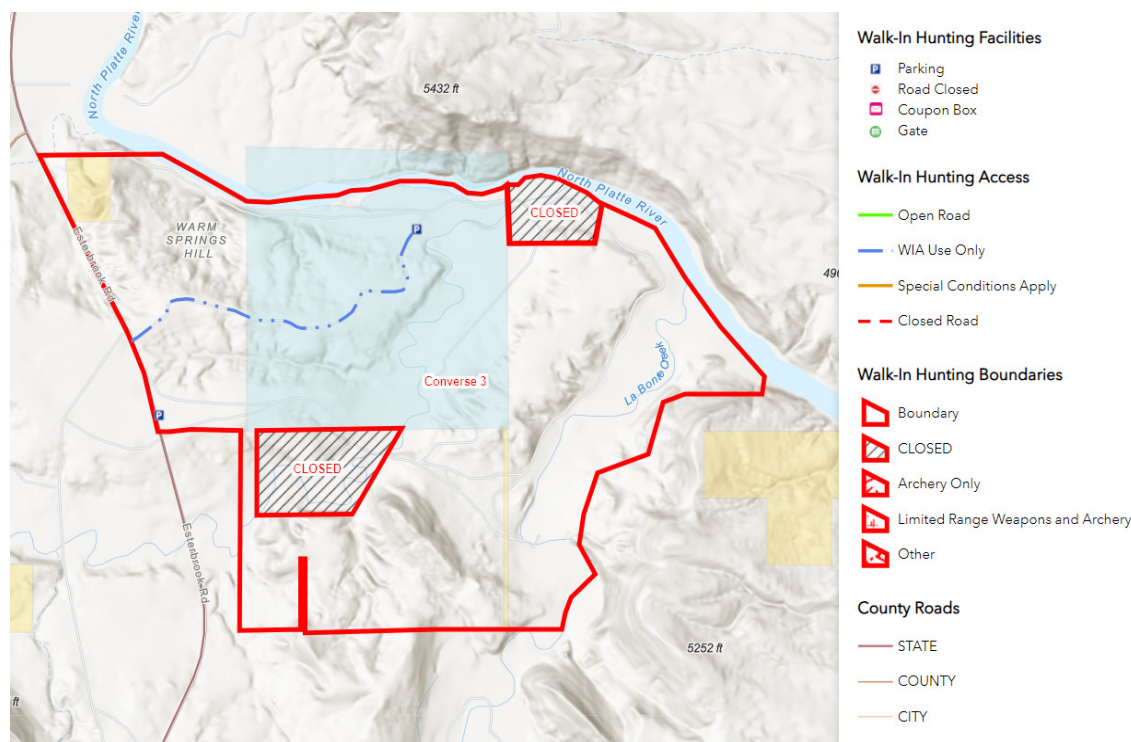 North Platte River
5432 ft
North Platte River
CLOSED
WARM
SPRINGS
HILL
Esterbrook Rd
Converse 3
La Bonte Creek
CLOSED
Esterbrook Rd
5252 ft
ft
496
Walk-In Hunting Facilities
P Parking
Road Closed
Coupon Box
Gate
Walk-In Hunting Access
Open Road
WIA Use Only
Special Conditions Apply
Closed Road
Walk-In Hunting Boundaries
Boundary
CLOSED
Archery Only
Limited Range Weapons and Archery
Other
County Roads
STATE
COUNTY
CITY
P
P